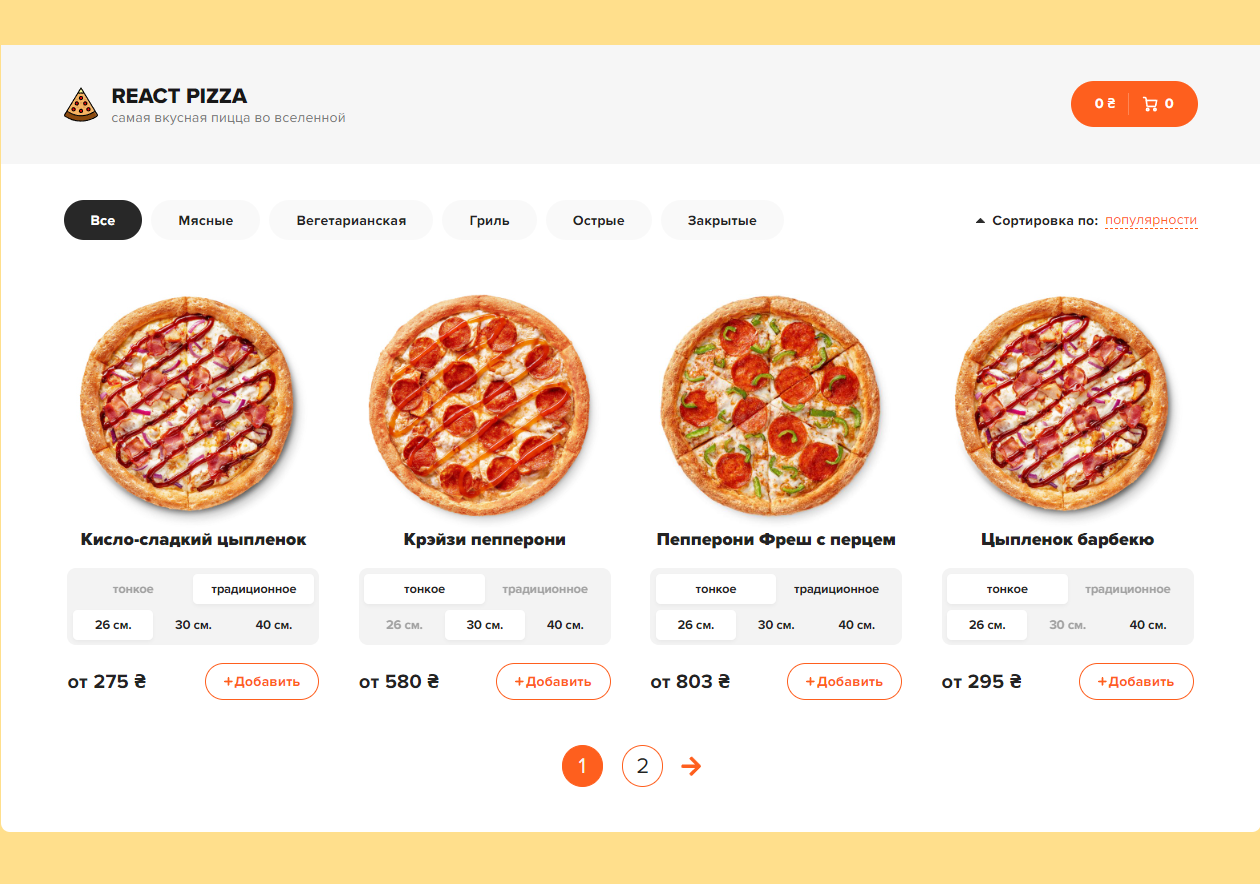 REACT PIZZA
самая вкусная пицца во вселенной
0 ₴ 0
Все Мясные Вегетарианская Гриль Острые Закрытые Сортировка по: популярности
Кисло-сладкий цыпленок Крэйзи пепперони Пепперони Фреш с перцем Цыпленок барбекю
тонкое традиционное тонкое традиционное тонкое традиционное тонкое традиционное
26 см. 30 см. 40 см. 26 см. 30 см. 40 см. 26 см. 30 см. 40 см. 26 см. 30 см. 40 см.
от 275 ₴ +Добавить от 580 ₴ +Добавить от 803 ₴ +Добавить от 295 ₴ +Добавить
1 2